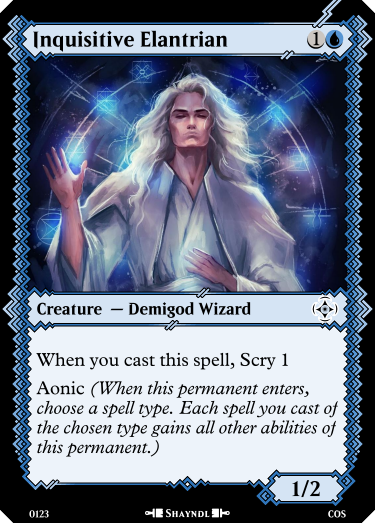 Inquisitive Elantrian 1
Creature — Demigod Wizard
When you cast this spell, Scry 1
Aonic (When this permanent enters,
choose a spell type. Each spell you cast of
the chosen type gains all other abilities of
this permanent.)
1/2
0123 Shayndl COS